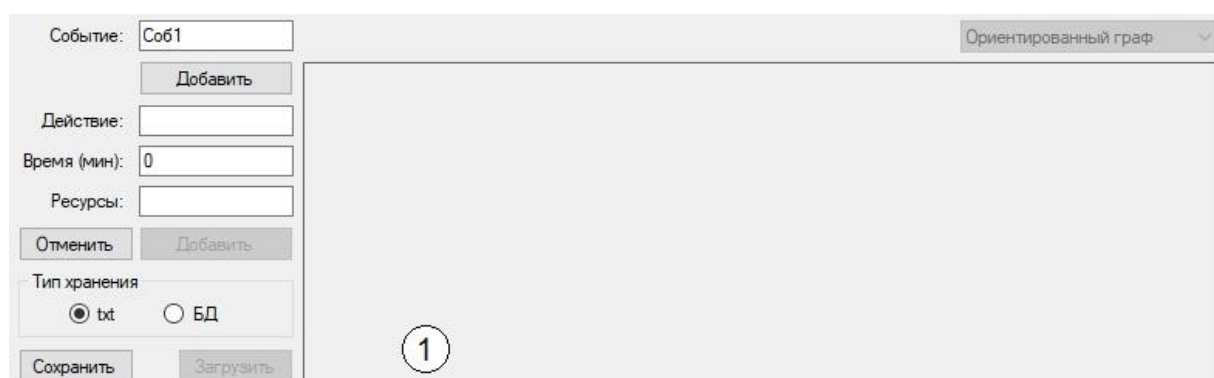 Событие: Соб1
Ориентированный граф
Добавить
Действие:
Время (мин): 0
Ресурсы:
Отменить Добавить
Тип хранения
txt БД
1
Сохранить Загрузить